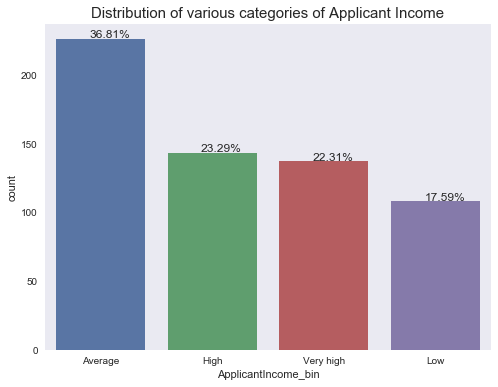 Distribution of various categories of Applicant Income
36.81%
23.29%
22.31%
17.59%
200
150
100
50
0
count
Average High Very high Low
ApplicantIncome_bin